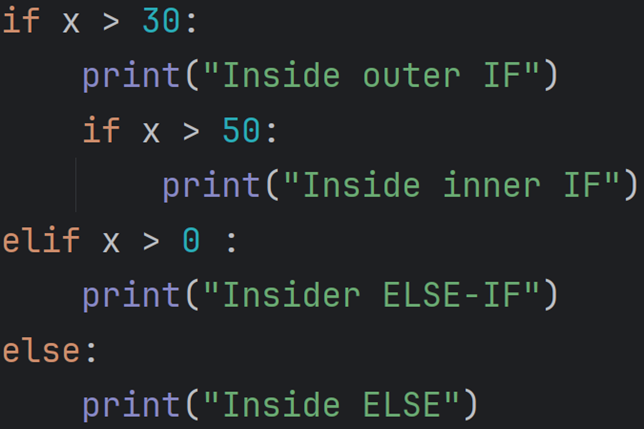 if x > 30:
    print("Inside outer IF")
    if x > 50:
        print("Inside inner IF")
elif x > 0 :
    print("Insider ELSE-IF")
else:
    print("Inside ELSE")